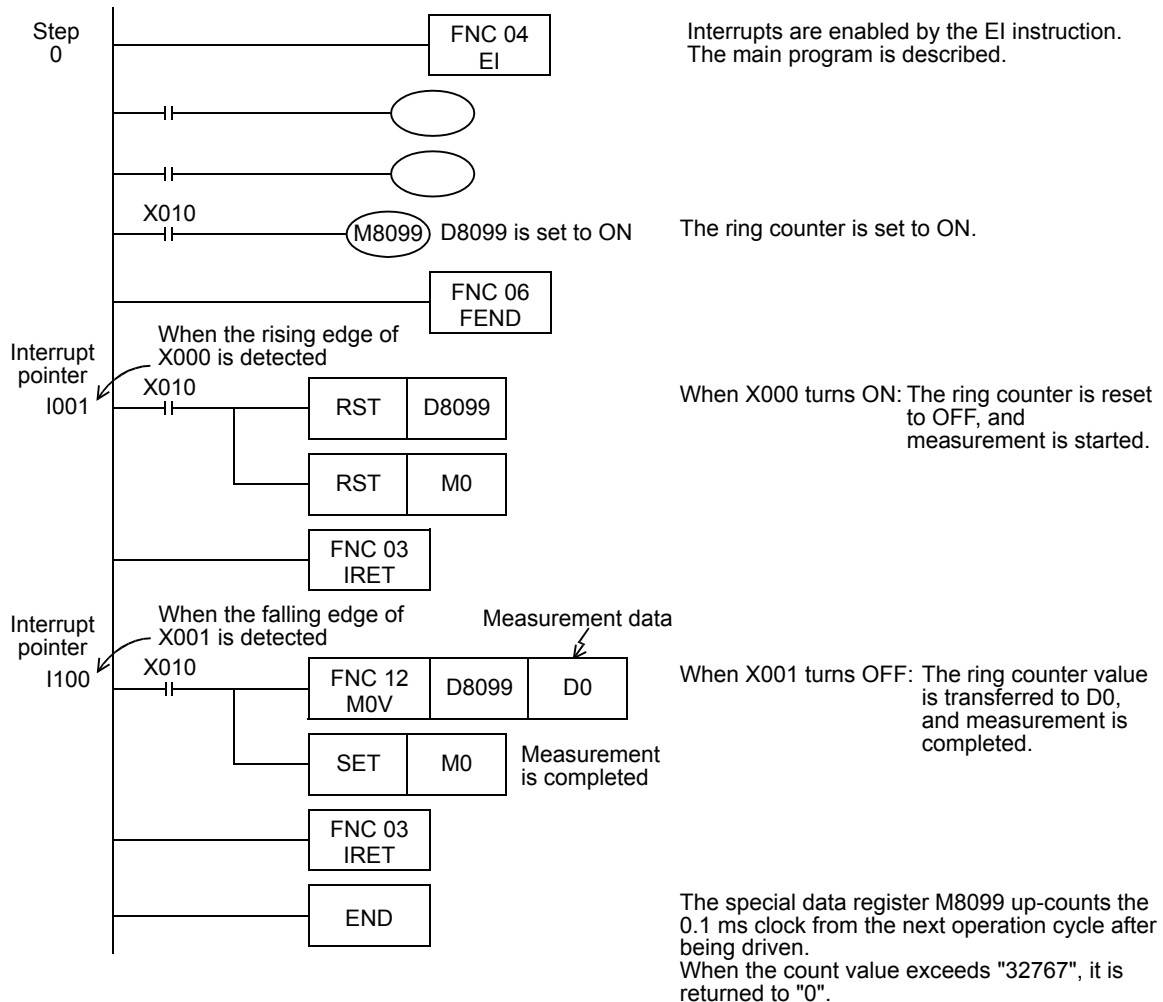 Step
0
FNC 04
EI
Interrupts are enabled by the EI instruction.
The main program is described.
X010
M8099
D8099 is set to ON
The ring counter is set to ON.
FNC 06
FEND
When the rising edge of
X000 is detected
Interrupt
pointer
I001
X010
RST
D8099
When X000 turns ON: The ring counter is reset
to OFF, and
measurement is started.
RST
M0
FNC 03
IRET
When the falling edge of
X001 is detected
Interrupt
pointer
I100
X010
Measurement data
FNC 12
M0V
D8099
D0
When X001 turns OFF: The ring counter value
is transferred to D0,
and measurement is
completed.
SET
M0
Measurement
is completed
FNC 03
IRET
END
The special data register M8099 up-counts the
0.1 ms clock from the next operation cycle after
being driven.
When the count value exceeds "32767", it is
returned to "0".